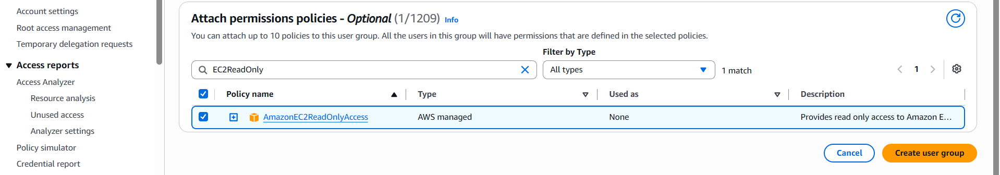 Account settings
Root access management
Temporary delegation requests
Access reports
Access Analyzer
Resource analysis
Unused access
Analyzer settings
Policy simulator
Credential report
Attach permissions policies - Optional (1/1209) Info
You can attach up to 10 policies to this user group. All the users in this group will have permissions that are defined in the selected policies.
Filter by Type
EC2ReadOnly All types 1 match 1
Policy name Type Used as Description
AmazonEC2ReadOnlyAccess AWS managed None Provides read only access to Amazon E...
Cancel Create user group